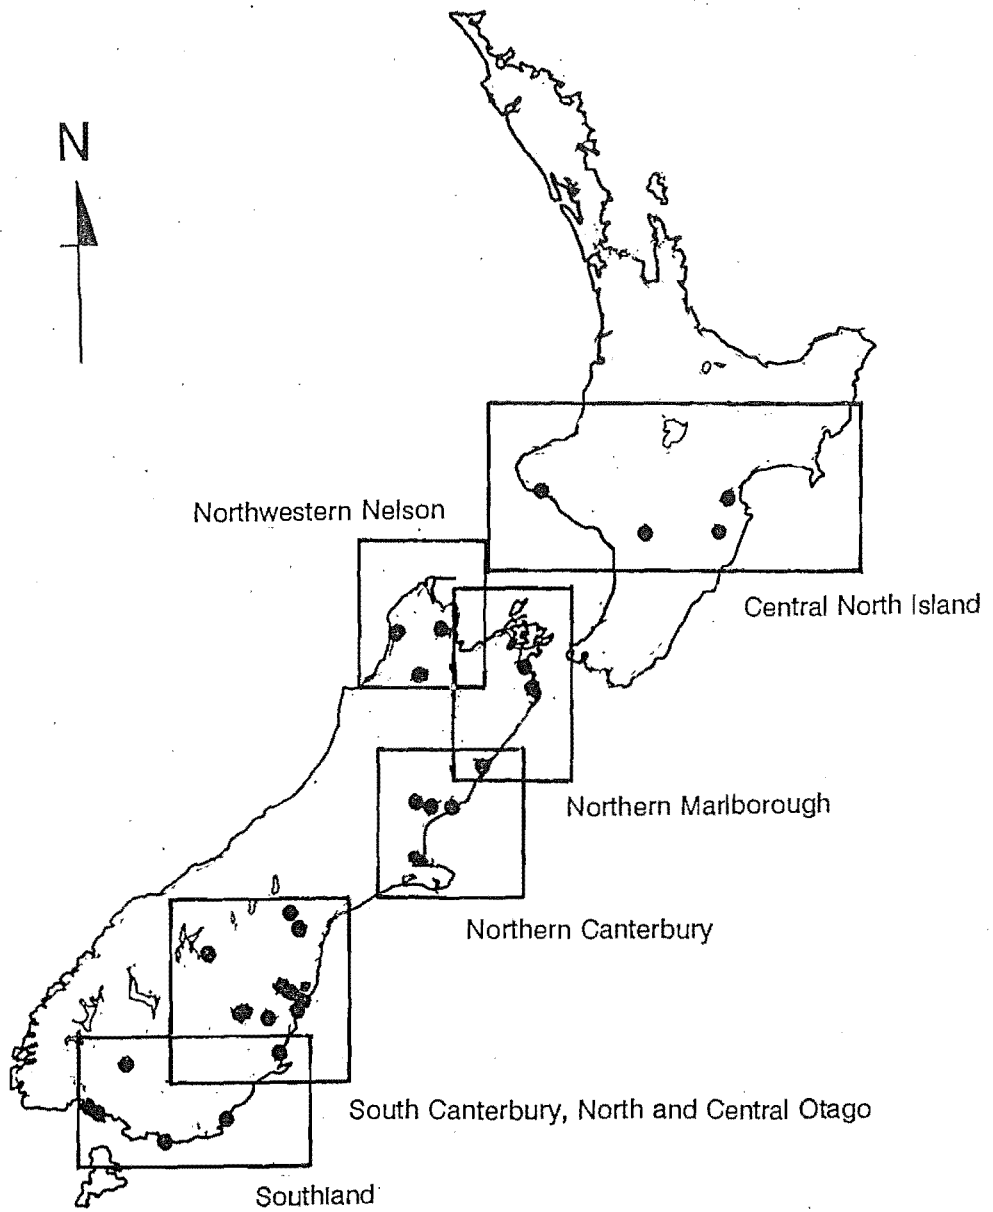 N
Northwestern Nelson
Central North Island
Northern Marlborough
Northern Canterbury
South Canterbury, North and Central Otago
Southland